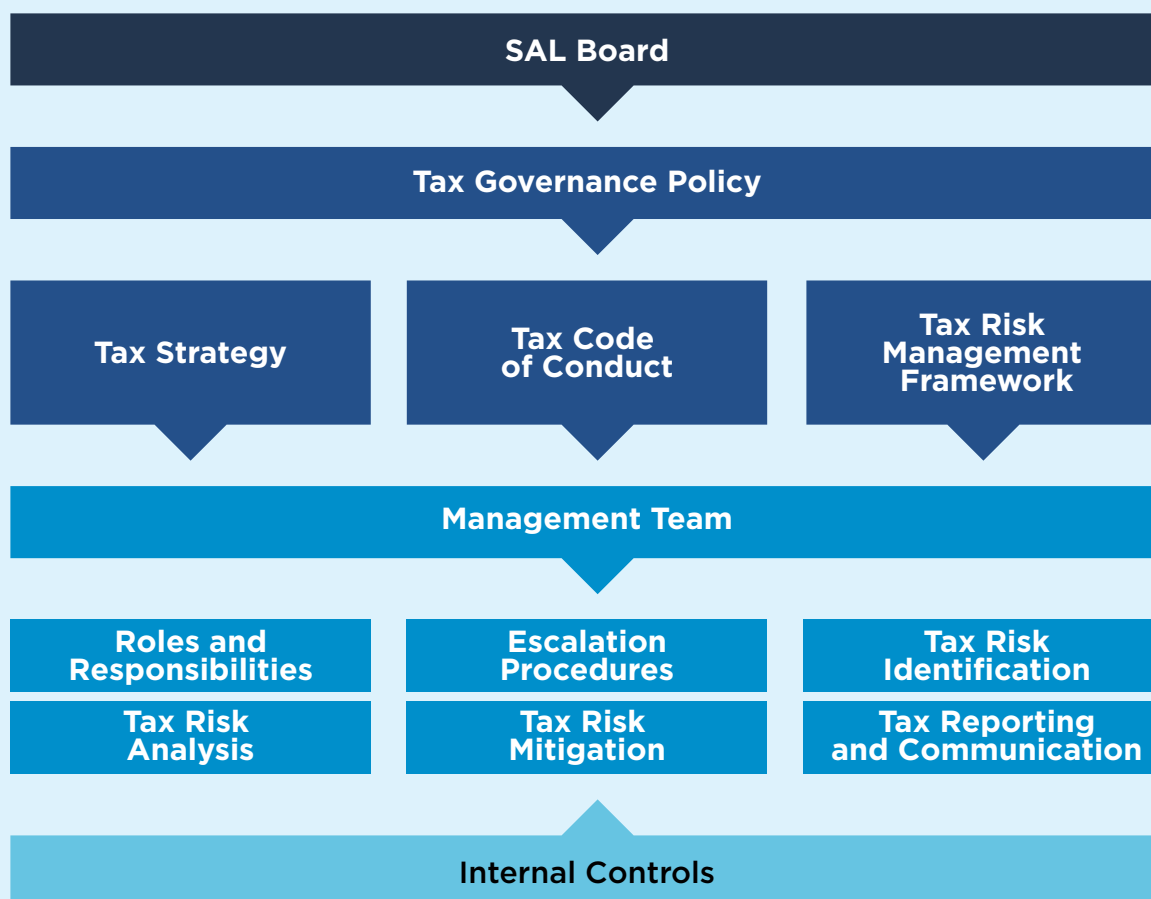 SAL Board
Tax Governance Policy
Tax Strategy
Tax Code
of Conduct
Tax Risk
Management
Framework
Management Team
Roles and
Responsibilities
Escalation
Procedures
Tax Risk
Identification
Tax Risk
Analysis
Tax Risk
Mitigation
Tax Reporting
and Communication
Internal Controls